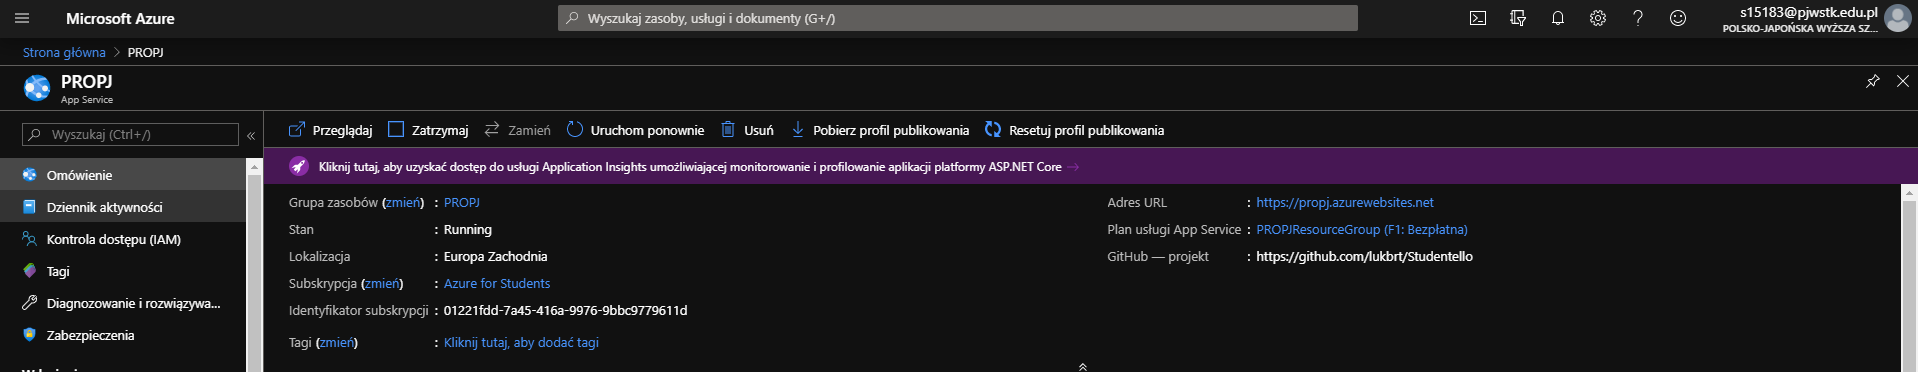 Microsoft Azure
Wyszukaj zasoby, usługi i dokumenty (G+/)
s15183@pjwstk.edu.pl
POLSKO-JAPOŃSKA WYŻSZA SZ...
Strona główna > PROPJ
PROPJ
App Service
Wyszukaj (Ctrl+/)
Przeglądaj Zatrzymaj Zamień Uruchom ponownie Usuń Pobierz profil publikowania Resetuj profil publikowania
Kliknij tutaj, aby uzyskać dostęp do usługi Application Insights umożliwiającej monitorowanie i profilowanie aplikacji platformy ASP.NET Core →
Omówienie
Dziennik aktywności
Kontrola dostępu (IAM)
Tagi
Diagnozowanie i rozwiązywa...
Zabezpieczenia
Grupa zasobów (zmień) : PROPJ
Stan : Running
Lokalizacja : Europa Zachodnia
Subskrypcja (zmień) : Azure for Students
Identyfikator subskrypcji : 01221fdd-7a45-416a-9976-9bbc9779611d
Tagi (zmień) : Kliknij tutaj, aby dodać tagi
Adres URL : https://propj.azurewebsites.net
Plan usługi App Service : PROPJResourceGroup (F1: Bezpłatna)
GitHub — projekt : https://github.com/lukbrt/Studentello